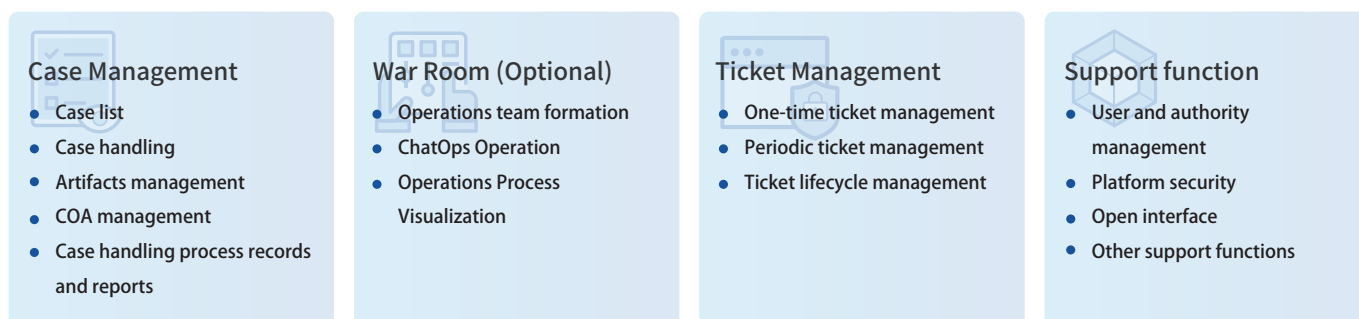 Case Management
Case list
Case handling
Artifacts management
COA management
Case handling process records
and reports
War Room (Optional)
Operations team formation
ChatOps Operation
Operations Process
Visualization
Ticket Management
One-time ticket management
Periodic ticket management
Ticket lifecycle management
Support function
User and authority
management
Platform security
Open interface
Other support functions